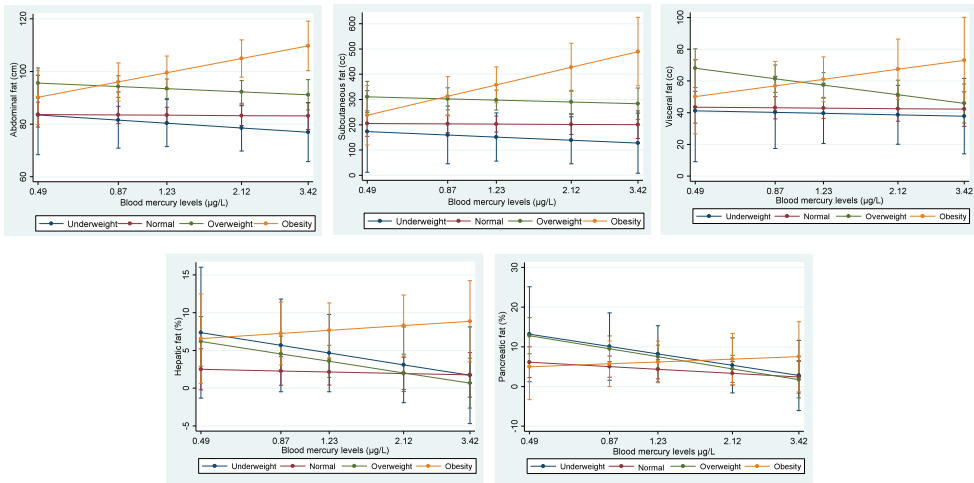 120
100
80
60
Abdominal fat (cm)
0.49 0.87 1.23 2.12 3.42
Blood mercury levels (µg/L)
Underweight Normal Overweight Obesity
600
500
400
300
200
100
0
Subcutaneous fat (cc)
0.49 0.87 1.23 2.12 3.42
Blood mercury levels (µg/L)
Underweight Normal Overweight Obesity
100
80
60
40
20
0
Visceral fat (cc)
0.49 0.87 1.23 2.12 3.42
Blood mercury levels (µg/L)
Underweight Normal Overweight Obesity
15
10
5
0
-5
Hepatic fat (%)
0.49 0.87 1.23 2.12 3.42
Blood mercury levels (µg/L)
Underweight Normal Overweight Obesity
30
20
10
0
-10
Pancreatic fat (%)
0.49 0.87 1.23 2.12 3.42
Blood mercury levels µg/L
Underweight Normal Overweight Obesity